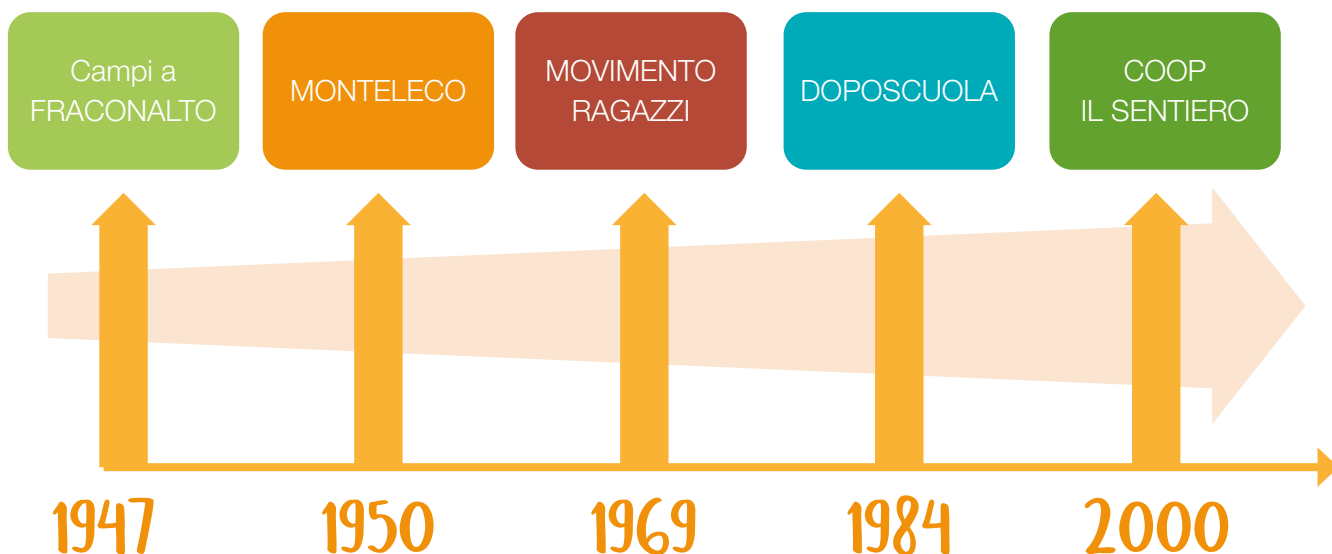 Campi a
FRACONALTO
MONTELECO
MOVIMENTO
RAGAZZI
DOPOSCUOLA
COOP
IL SENTIERO
1947
1950
1969
1984
2000